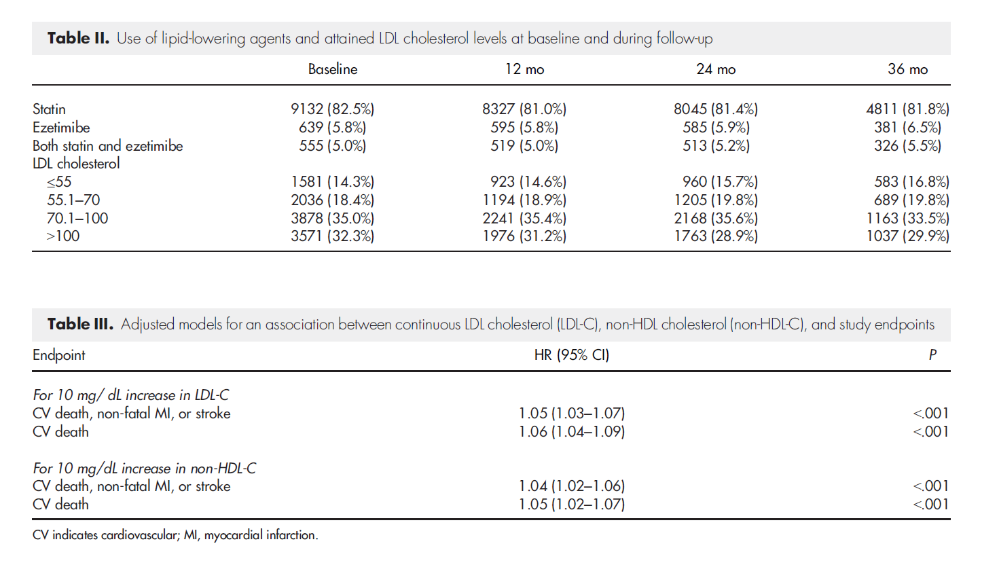 Table II. Use of lipid-lowering agents and attained LDL cholesterol levels at baseline and during follow-up
Baseline 12 mo 24 mo 36 mo
Statin 9132 (82.5%) 8327 (81.0%) 8045 (81.4%) 4811 (81.8%)
Ezetimibe 639 (5.8%) 595 (5.8%) 585 (5.9%) 381 (6.5%)
Both statin and ezetimibe 555 (5.0%) 519 (5.0%) 513 (5.2%) 326 (5.5%)
LDL cholesterol
≤55 1581 (14.3%) 923 (14.6%) 960 (15.7%) 583 (16.8%)
55.1–70 2036 (18.4%) 1194 (18.9%) 1205 (19.8%) 689 (19.8%)
70.1–100 3878 (35.0%) 2241 (35.4%) 2168 (35.6%) 1163 (33.5%)
>100 3571 (32.3%) 1976 (31.2%) 1763 (28.9%) 1037 (29.9%)
Table III. Adjusted models for an association between continuous LDL cholesterol (LDL-C), non-HDL cholesterol (non-HDL-C), and study endpoints
Endpoint HR (95% CI) P
For 10 mg/ dL increase in LDL-C
CV death, non-fatal MI, or stroke 1.05 (1.03–1.07) <.001
CV death 1.06 (1.04–1.09) <.001
For 10 mg/dL increase in non-HDL-C
CV death, non-fatal MI, or stroke 1.04 (1.02–1.06) <.001
CV death 1.05 (1.02–1.07) <.001
CV indicates cardiovascular; MI, myocardial infarction.